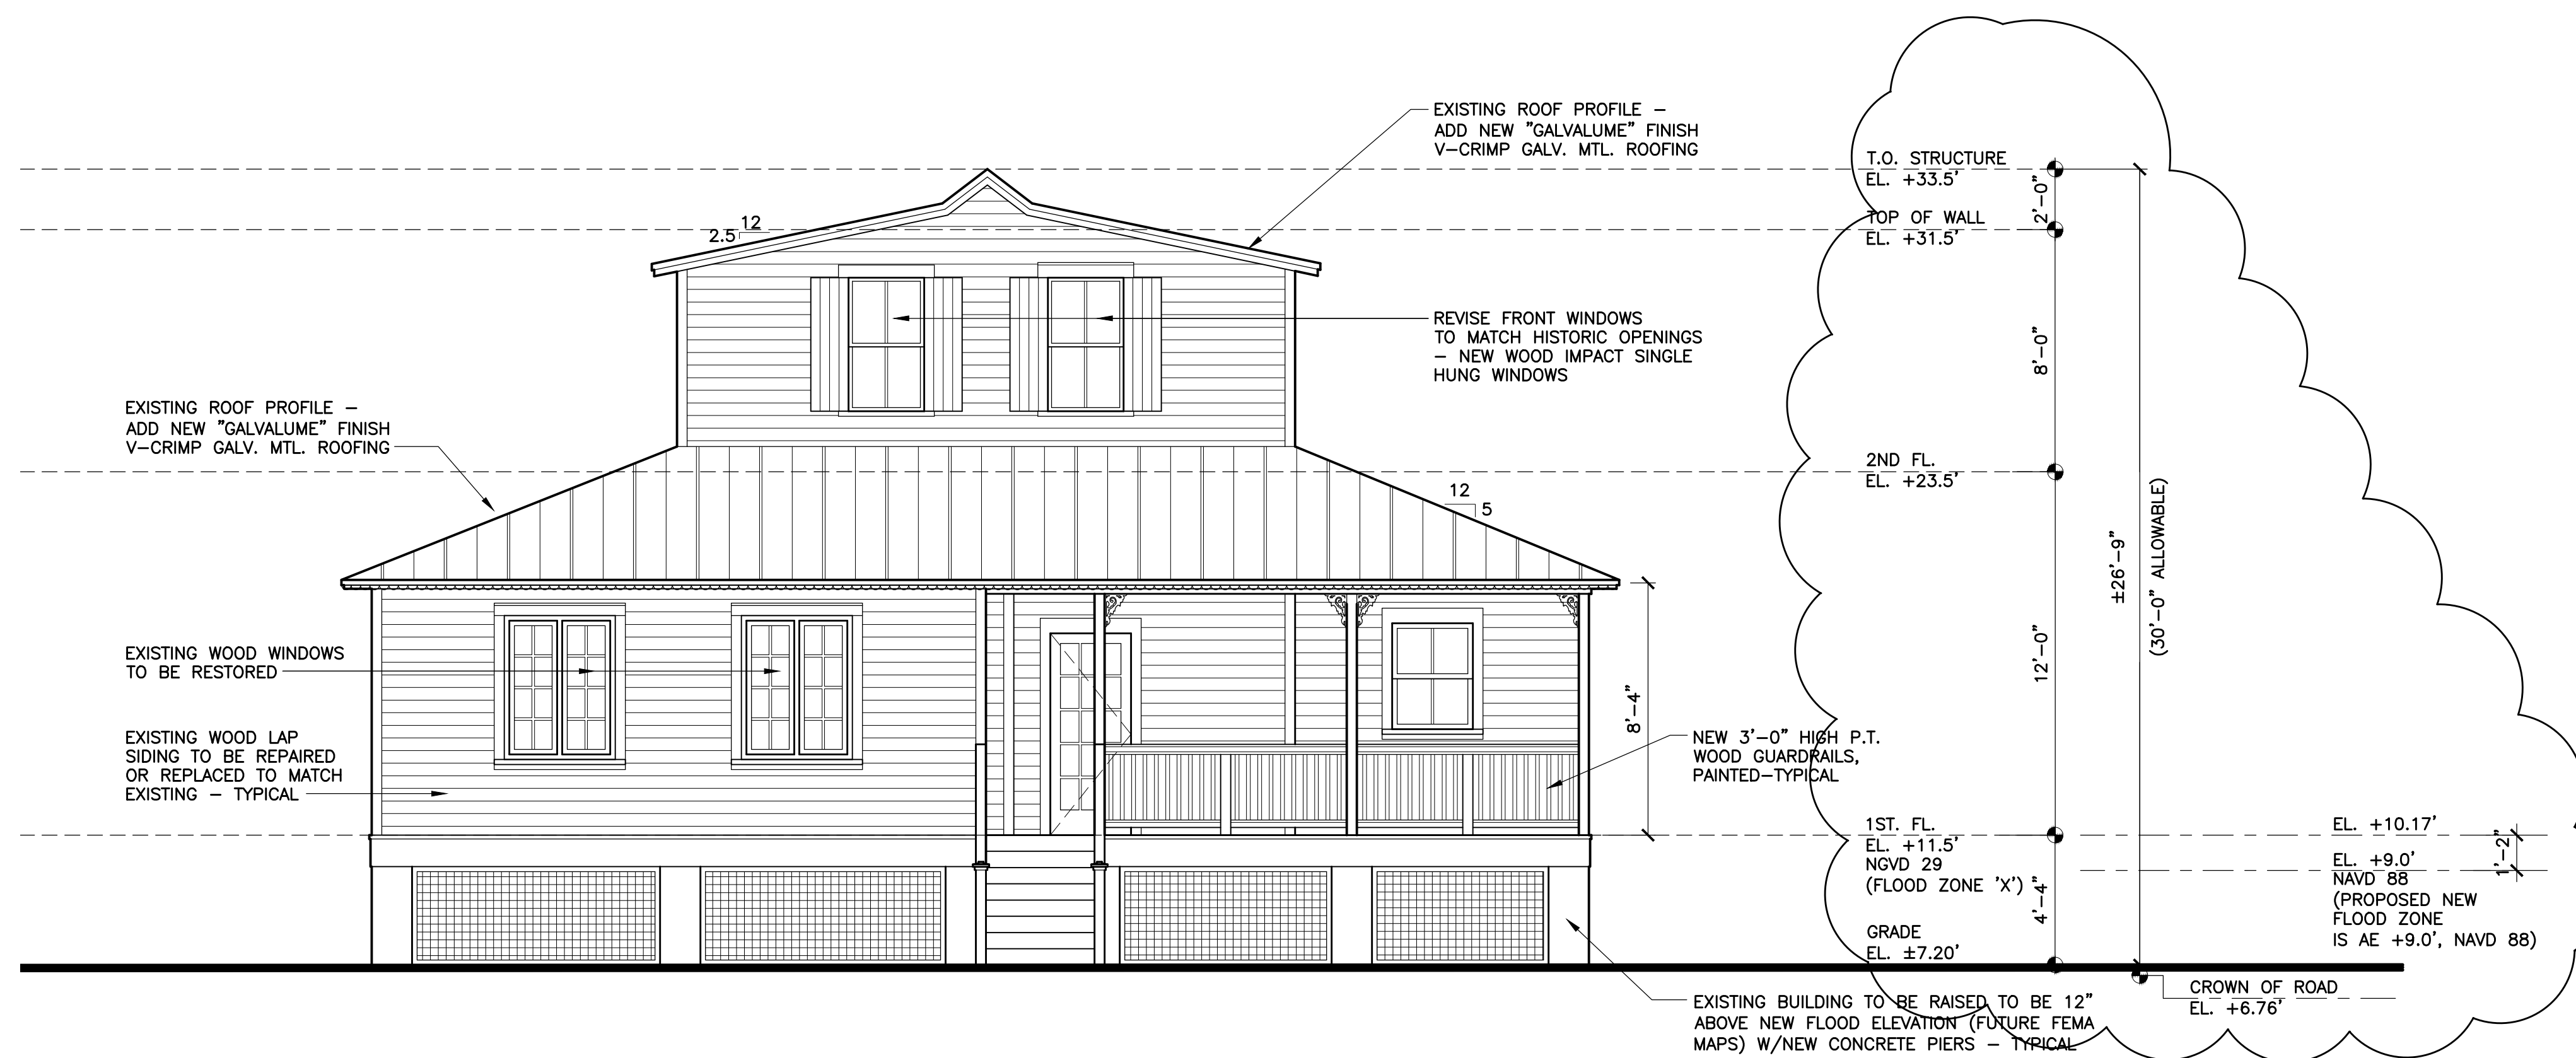 EXISTING ROOF PROFILE –
ADD NEW "GALVALUME" FINISH
V–CRIMP GALV. MTL. ROOFING
T.O. STRUCTURE
EL. +33.5'
2'–0"
TOP OF WALL
EL. +31.5'
12
2.5
REVISE FRONT WINDOWS
TO MATCH HISTORIC OPENINGS
– NEW WOOD IMPACT SINGLE
HUNG WINDOWS
8'–0"
EXISTING ROOF PROFILE –
ADD NEW "GALVALUME" FINISH
V–CRIMP GALV. MTL. ROOFING
2ND FL.
EL. +23.5'
12
5
±26'–9"
(30'–0" ALLOWABLE)
EXISTING WOOD WINDOWS
TO BE RESTORED
12'–0"
8'–4"
EXISTING WOOD LAP
SIDING TO BE REPAIRED
OR REPLACED TO MATCH
EXISTING – TYPICAL
NEW 3'–0" HIGH P.T.
WOOD GUARDRAILS,
PAINTED–TYPICAL
1ST. FL.
EL. +11.5'
NGVD 29
(FLOOD ZONE 'X')
4'–4"
EL. +10.17'
1'–2"
EL. +9.0'
NAVD 88
(PROPOSED NEW
FLOOD ZONE
IS AE +9.0', NAVD 88)
GRADE
EL. ±7.20'
CROWN OF ROAD
EL. +6.76'
EXISTING BUILDING TO BE RAISED TO BE 12"
ABOVE NEW FLOOD ELEVATION (FUTURE FEMA
MAPS) W/NEW CONCRETE PIERS – TYPICAL